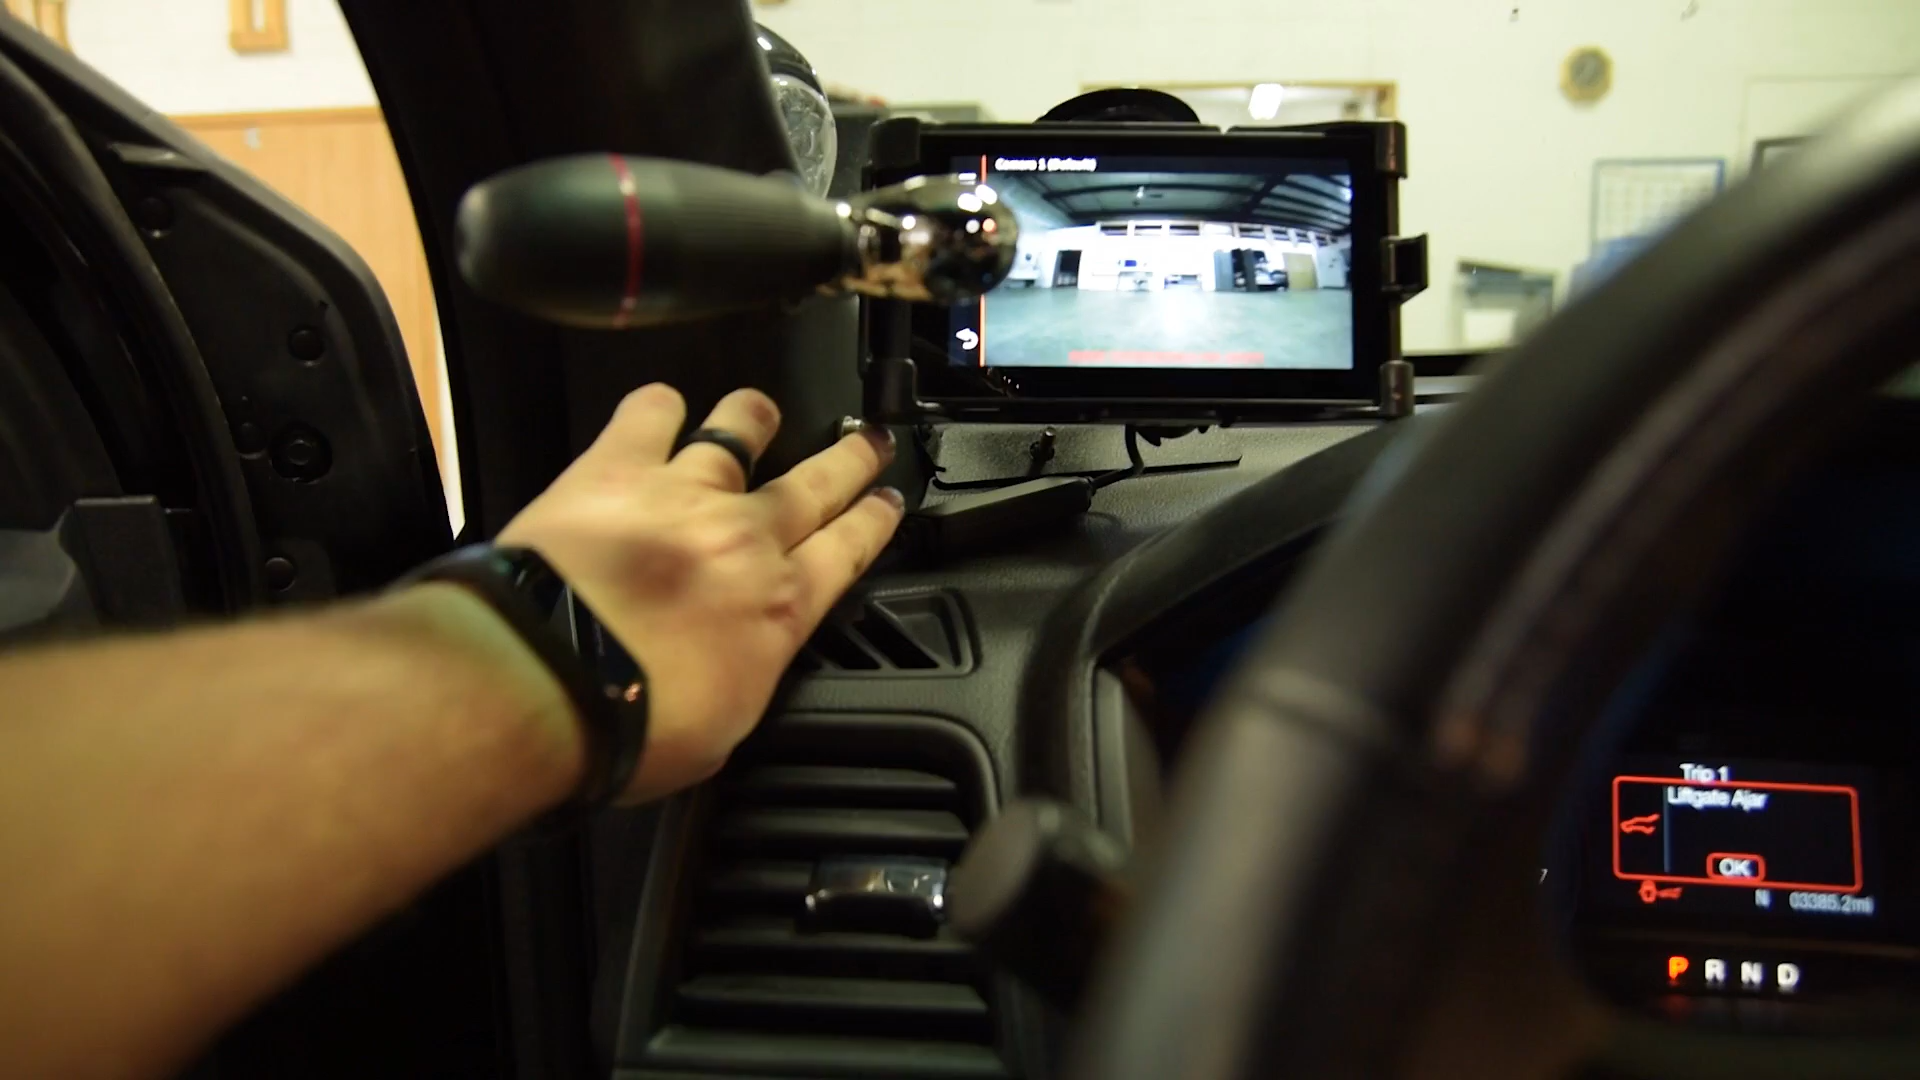 Camera 1 (Default)
Trip 1
Liftgate Ajar
OK
N 03385.2mi
P R N D